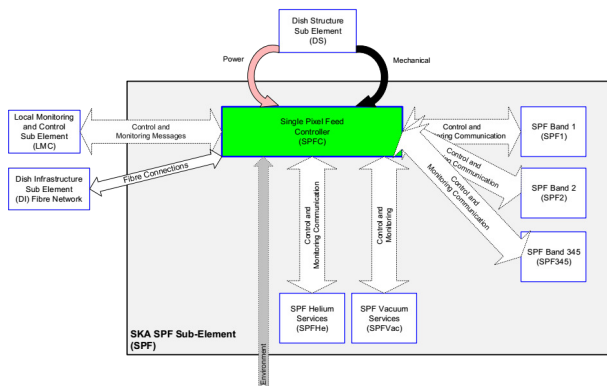 Dish Structure
Sub Element
(DS)
Power
Mechanical
Local Monitoring
and Control
Sub Element
(LMC)
Control and
Monitoring Messages
Single Pixel Feed
Controller
(SPFC)
Control and
Monitoring Communication
SPF Band 1
(SPF1)
Dish Infrastructure
Sub Element
(DI) Fibre Network
Fibre Connections
Control and
Communication
SPF Band 2
(SPF2)
Control and
Monitoring Communication
SPF Band 345
(SPF345)
Control and
Monitoring Communication
Control and
Monitoring
SPF Helium
Services
(SPFHe)
SPF Vacuum
Services
(SPFVac)
SKA SPF Sub-Element
(SPF)
Environment